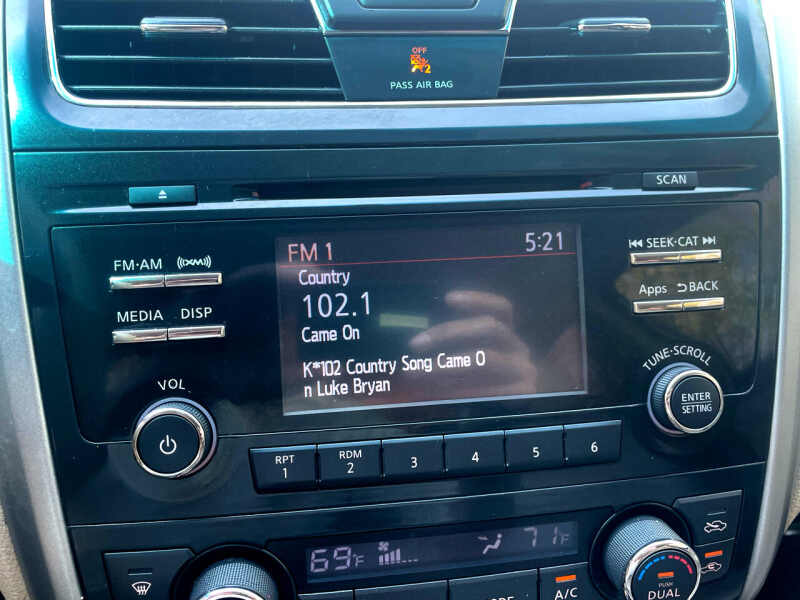 OFF
2
PASS AIR BAG
SCAN
FM·AM
((XM))
MEDIA
DISP
FM 1
5:21
Country
102.1
Came On
K*102 Country Song Came O
n Luke Bryan
SEEK·CAT
Apps
BACK
TUNE·SCROLL
ENTER
SETTING
VOL
RPT
1
RDM
2
3
4
5
6
69°F
71°F
A/C
PUSH
DUAL